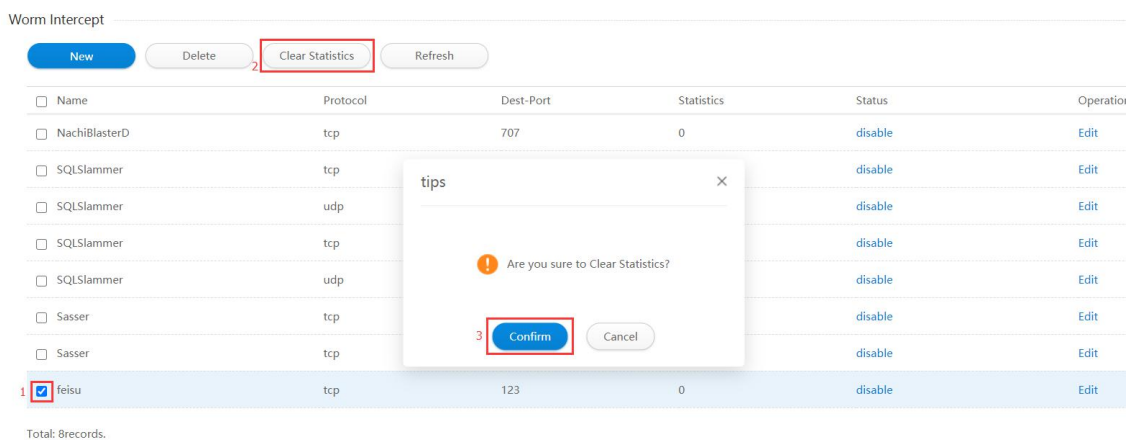 Worm Intercept
New Delete 2 Clear Statistics Refresh
Name Protocol Dest-Port Statistics Status Operation
NachiBlasterD tcp 707 0 disable Edit
SQLSlammer tcp disable Edit
SQLSlammer udp disable Edit
SQLSlammer tcp disable Edit
SQLSlammer udp disable Edit
Sasser tcp disable Edit
Sasser tcp disable Edit
1 feisu tcp 123 0 disable Edit
Total: 8records.
tips
Are you sure to Clear Statistics?
3 Confirm Cancel